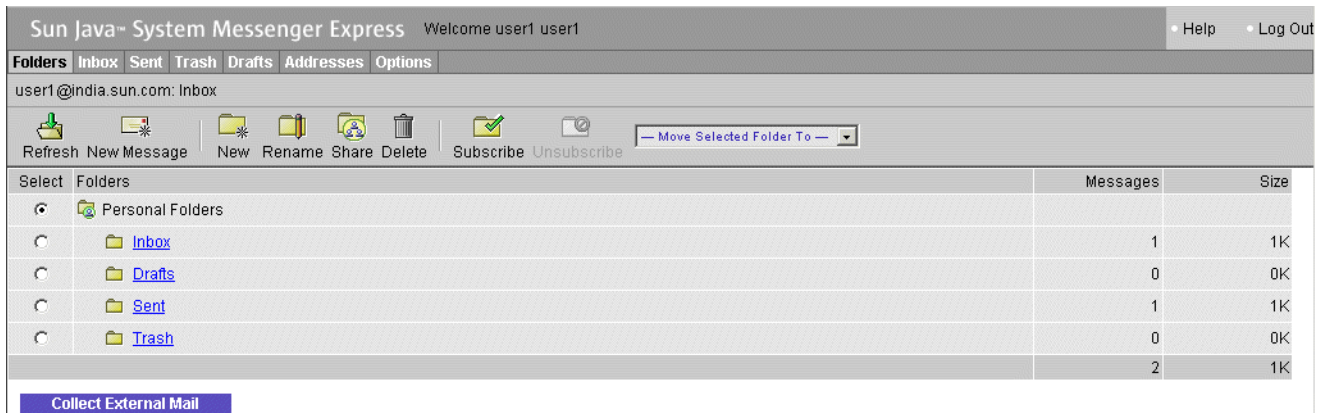 Sun Java™ System Messenger Express Welcome user1 user1 Help Log Out
Folders Inbox Sent Trash Drafts Addresses Options
user1@india.sun.com: Inbox
Refresh New Message New Rename Share Delete Subscribe Unsubscribe — Move Selected Folder To —
Select Folders Messages Size
Personal Folders
Inbox 1 1K
Drafts 0 0K
Sent 1 1K
Trash 0 0K
2 1K
Collect External Mail